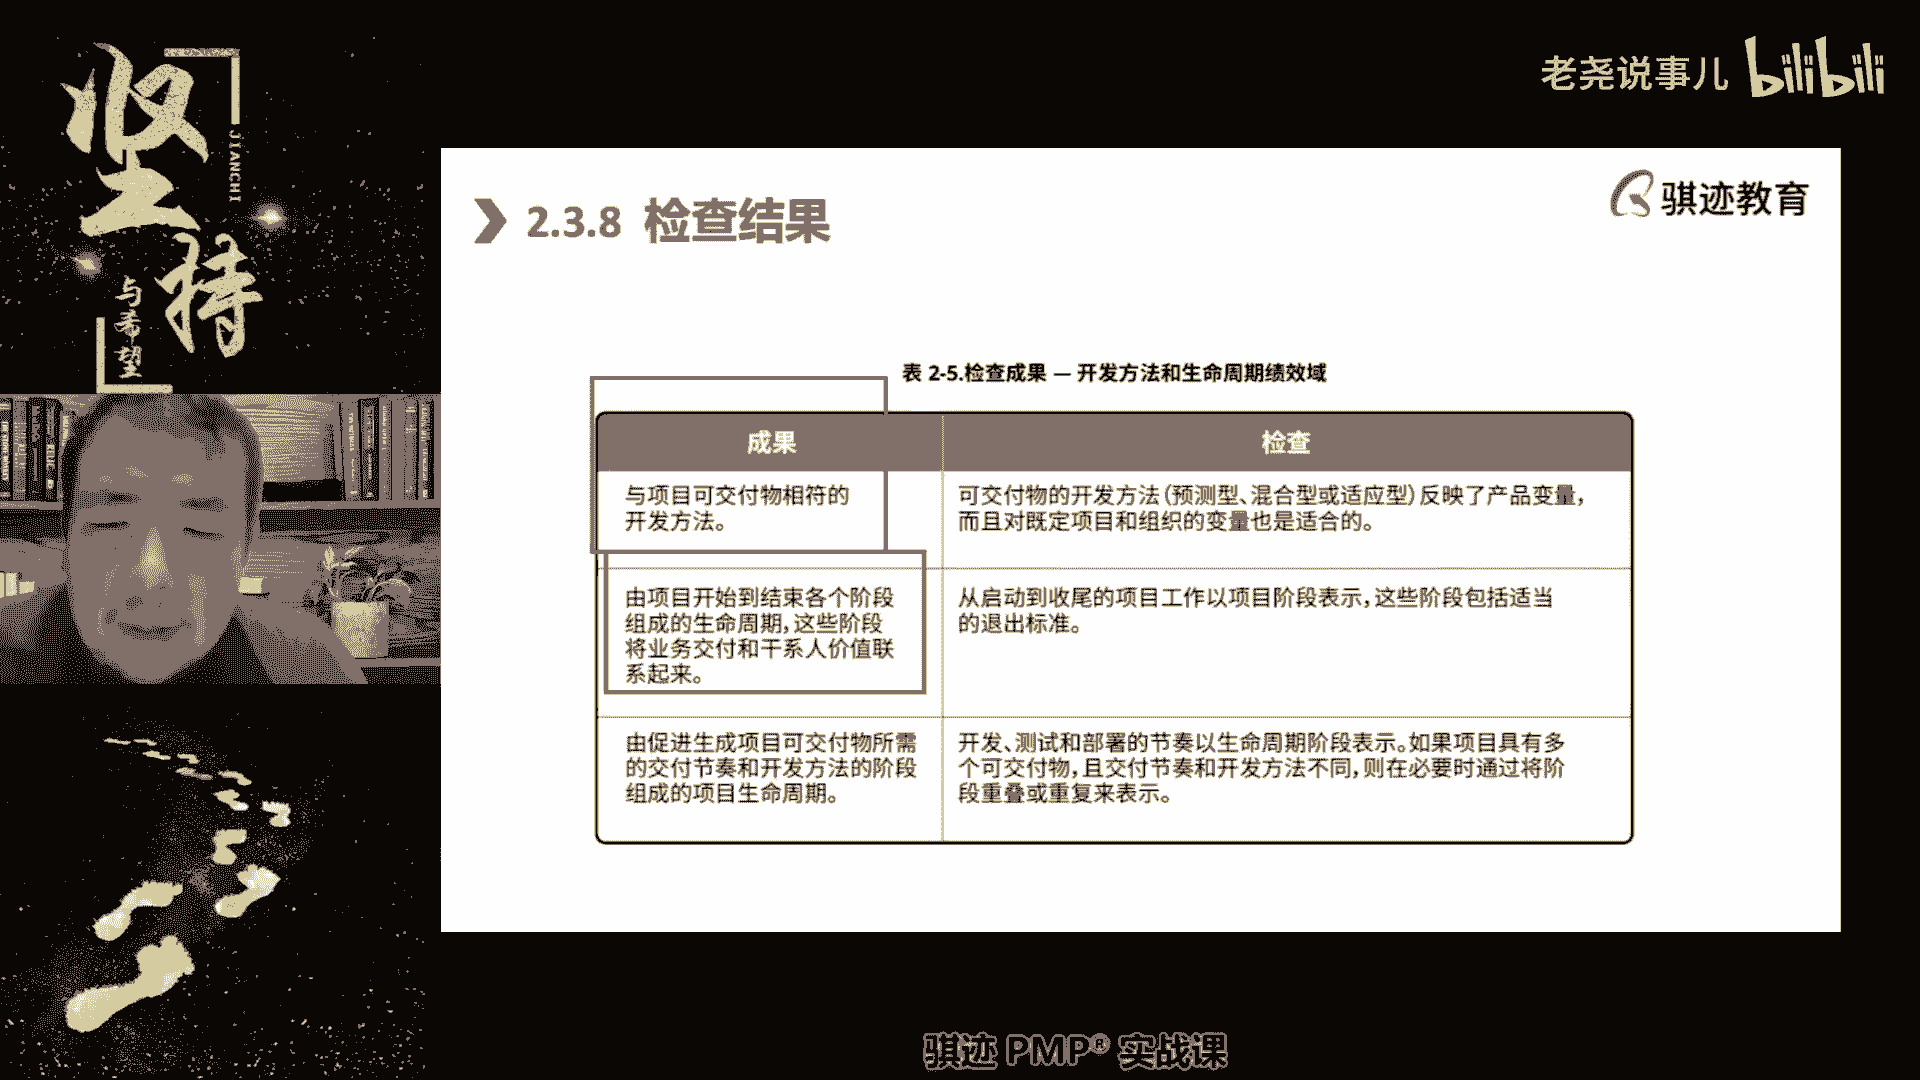 坚持
JIANCHI
与希望
老尧说事儿 bilibili
2.3.8 检查结果
骐迹教育
表 2-5.检查成果 — 开发方法和生命周期绩效域
成果
检查
与项目可交付物相符的
开发方法。
可交付物的开发方法(预测型、混合型或适应型)反映了产品变量,
而且对既定项目和组织的变量也是适合的。
由项目开始到结束各个阶段
组成的生命周期,这些阶段
将业务交付和干系人价值联
系起来。
从启动到收尾的项目工作以项目阶段表示,这些阶段包括适当
的退出标准。
由促进生成项目可交付物所需
的交付节奏和开发方法的阶段
组成的项目生命周期。
开发、测试和部署的节奏以生命周期阶段表示。如果项目具有多
个可交付物,且交付节奏和开发方法不同,则在必要时通过将阶
段重叠或重复来表示。
骐迹 PMP® 实战课